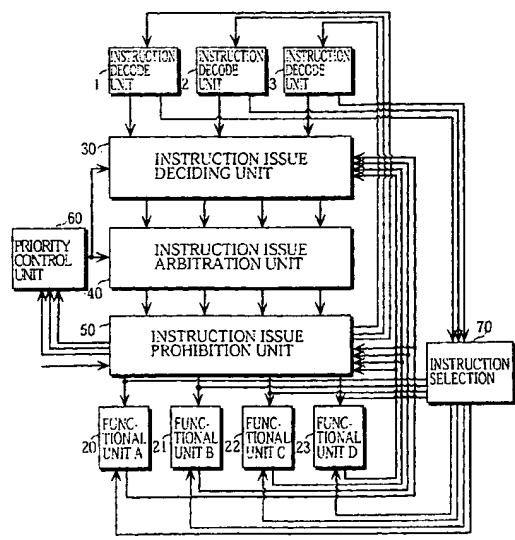 INSTRUCTION
DECODE
UNIT
1
INSTRUCTION
DECODE
UNIT
2
INSTRUCTION
DECODE
UNIT
3
30
INSTRUCTION ISSUE
DECIDING UNIT
60
PRIORITY
CONTROL
UNIT
INSTRUCTION ISSUE
ARBITRATION UNIT
40
50
INSTRUCTION ISSUE
PROHIBITION UNIT
70
INSTRUCTION
SELECTION
20
FUNC-
TIONAL
UNIT A
21
FUNC-
TIONAL
UNIT B
22
FUNC-
TIONAL
UNIT C
23
FUNC-
TIONAL
UNIT D